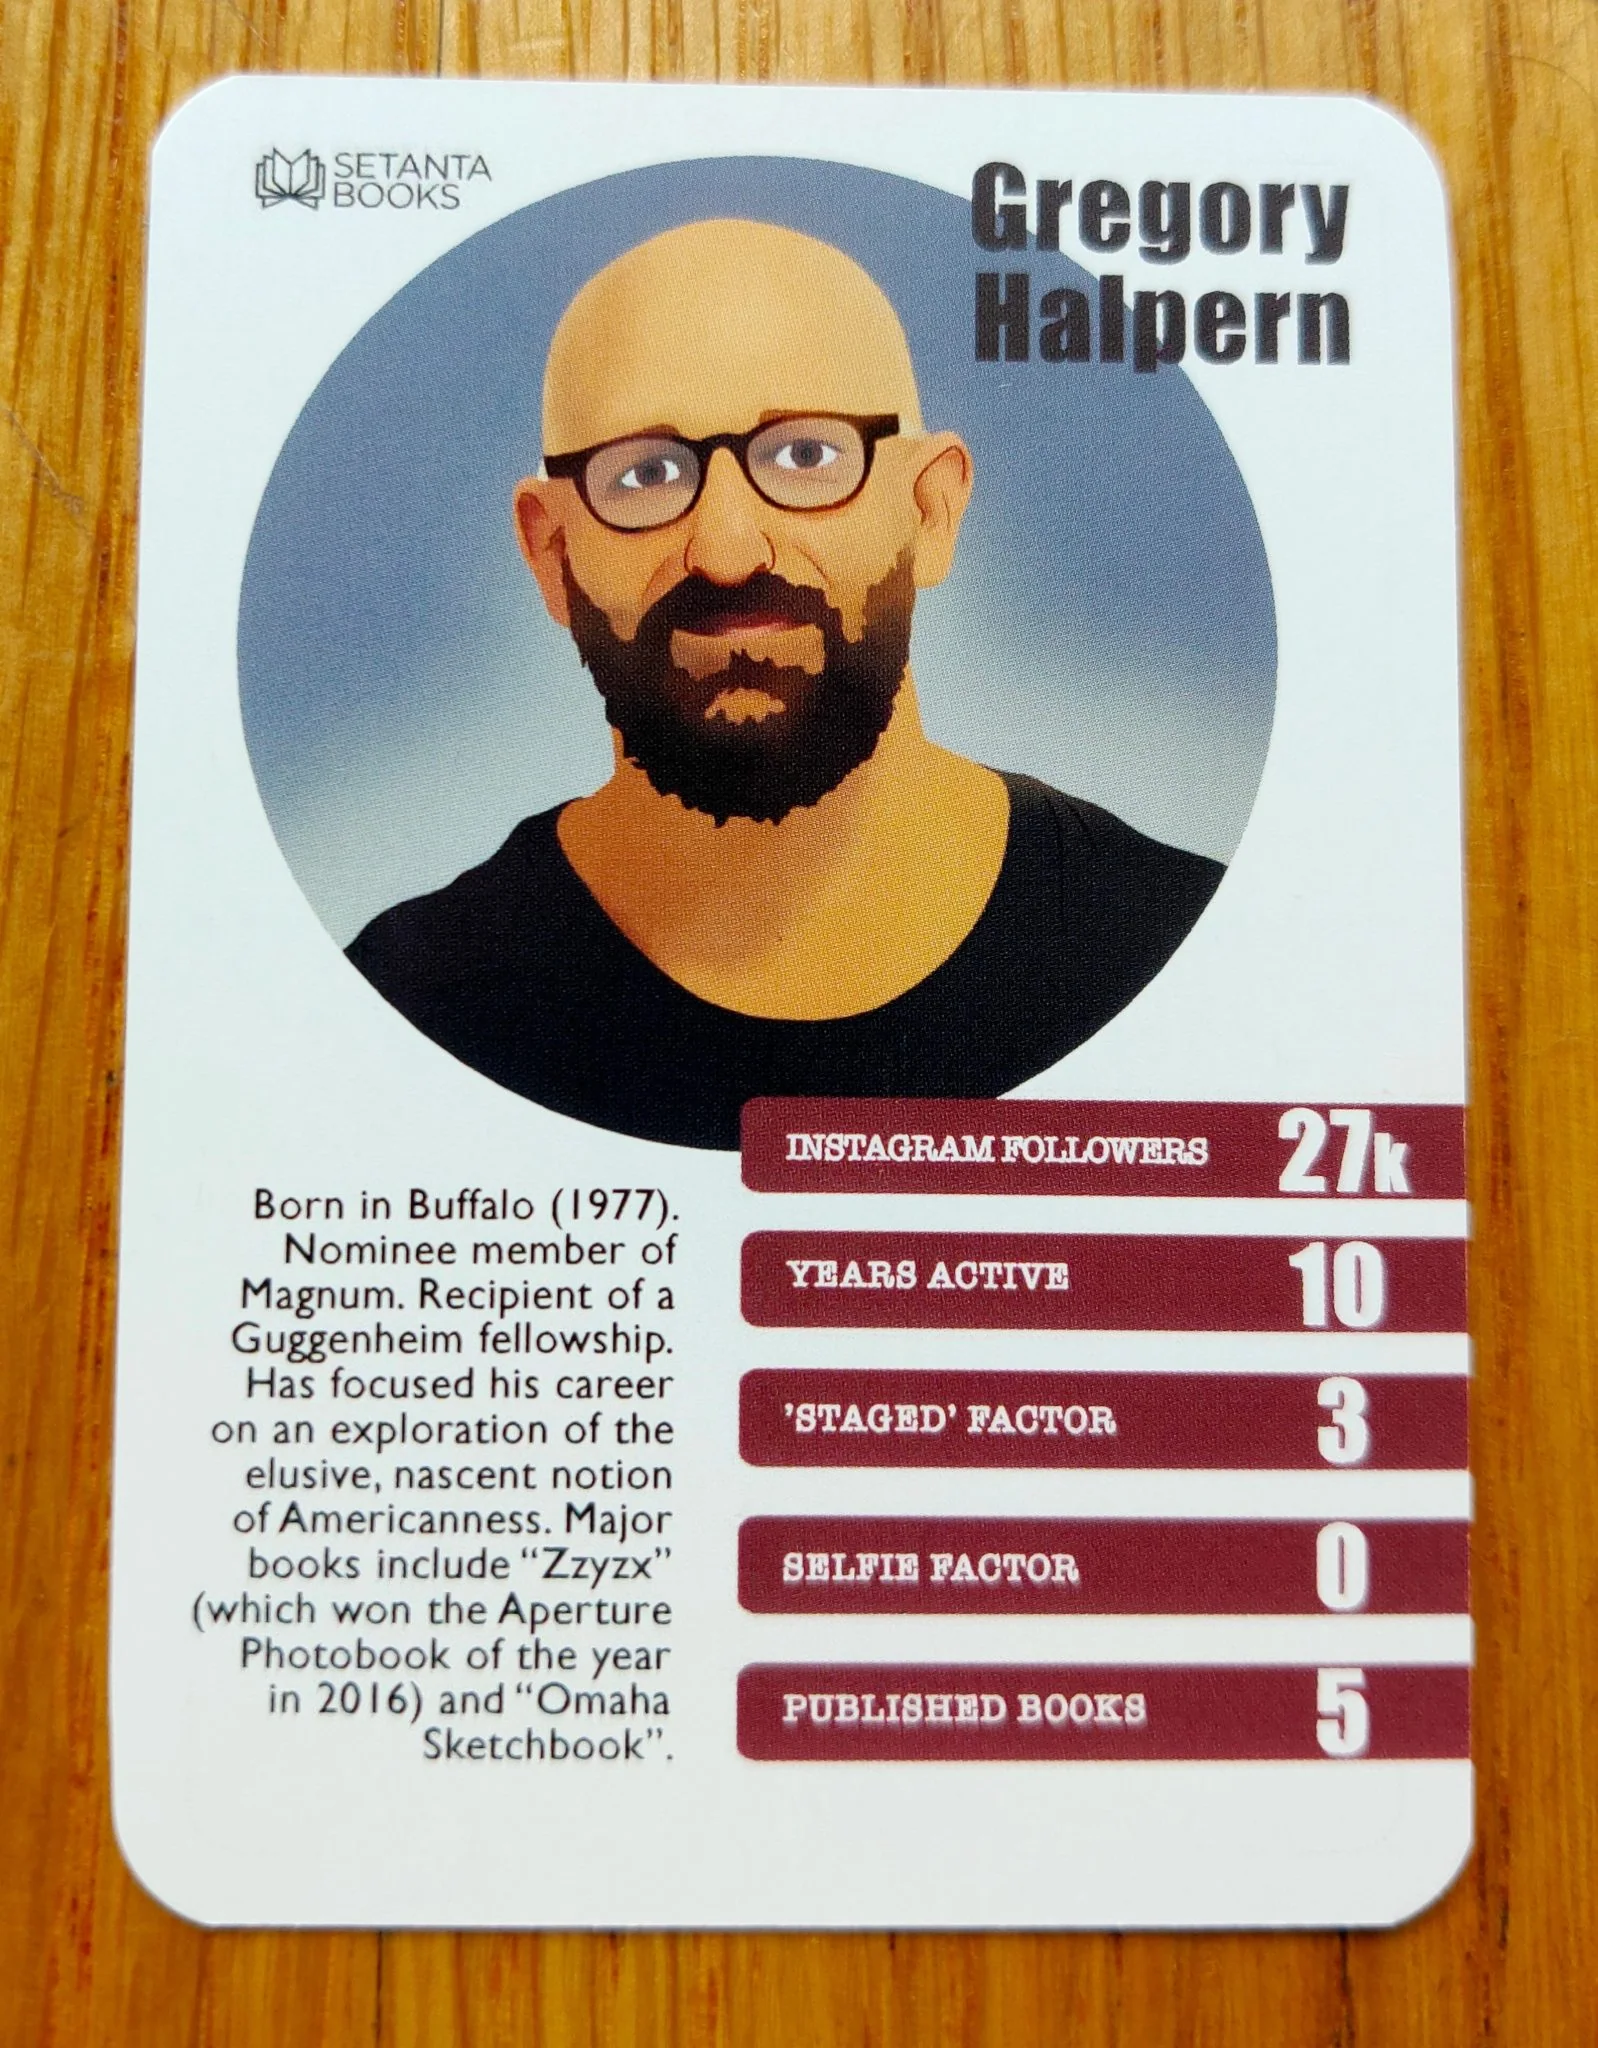 SETANTA
BOOKS
Gregory
Halpern
Born in Buffalo (1977).
Nominee member of
Magnum. Recipient of a
Guggenheim fellowship.
Has focused his career
on an exploration of the
elusive, nascent notion
of Americanness. Major
books include “Zzyzx”
(which won the Aperture
Photobook of the year
in 2016) and “Omaha
Sketchbook”.
INSTAGRAM FOLLOWERS 27k
YEARS ACTIVE 10
'STAGED' FACTOR 3
SELFIE FACTOR 0
PUBLISHED BOOKS 5